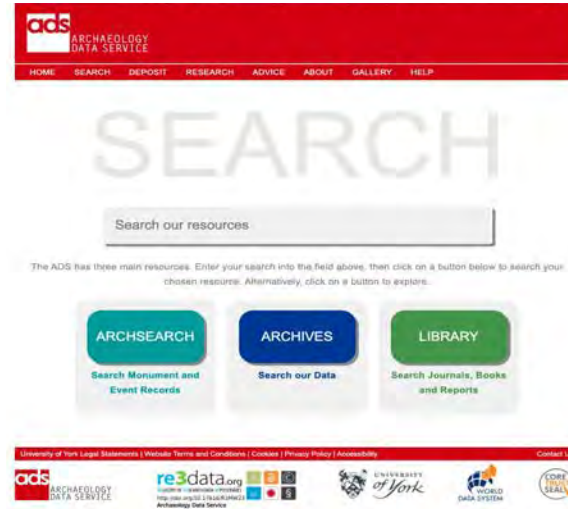 ads
ARCHAEOLOGY
DATA SERVICE
HOME SEARCH DEPOSIT RESEARCH ADVICE ABOUT GALLERY HELP
SEARCH
Search our resources
The ADS has three main resources. Enter your search into the field above, then click on a button below to search your
chosen resource. Alternatively, click on a button to explore.
ARCHSEARCH ARCHIVES LIBRARY
Search Monument and Search our Data Search Journals, Books
Event Records and Reports
University of York Legal Statements | Website Terms and Conditions | Cookies | Privacy Policy | Accessibility Contact U
ads
ARCHAEOLOGY
DATA SERVICE
re3data.org
Archaeology Data Service
UNIVERSITY
of York
WORLD
DATA SYSTEM
CORE
TRUST
SEAL